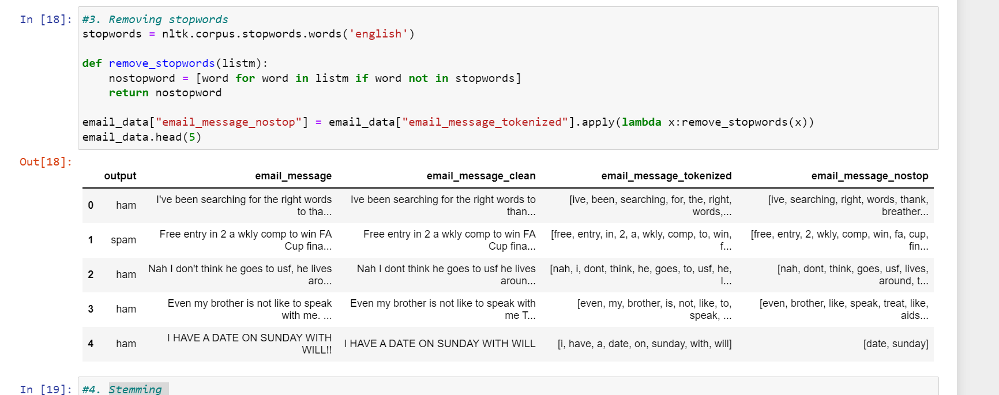 In [18]: #3. Removing stopwords
stopwords = nltk.corpus.stopwords.words('english')
def remove_stopwords(listm):
    nostopword = [word for word in listm if word not in stopwords]
    return nostopword
email_data["email_message_nostop"] = email_data["email_message_tokenized"].apply(lambda x:remove_stopwords(x))
email_data.head(5)
Out[18]:
output email_message email_message_clean email_message_tokenized email_message_nostop
0 ham I've been searching for the right words to tha... Ive been searching for the right words to than... [ive, been, searching, for, the, right, words,... [ive, searching, right, words, thank, breather...
1 spam Free entry in 2 a wkly comp to win FA Cup fina... Free entry in 2 a wkly comp to win FA Cup fina... [free, entry, in, 2, a, wkly, comp, to, win, f... [free, entry, 2, wkly, comp, win, fa, cup, fin...
2 ham Nah I don't think he goes to usf, he lives aro... Nah I dont think he goes to usf he lives aroun... [nah, i, dont, think, he, goes, to, usf, he, l... [nah, dont, think, goes, usf, lives, around, t...
3 ham Even my brother is not like to speak with me. ... Even my brother is not like to speak with me T... [even, my, brother, is, not, like, to, speak, ... [even, brother, like, speak, treat, like, aids...
4 ham I HAVE A DATE ON SUNDAY WITH WILL!! I HAVE A DATE ON SUNDAY WITH WILL [i, have, a, date, on, sunday, with, will] [date, sunday]
In [19]: #4. Stemming